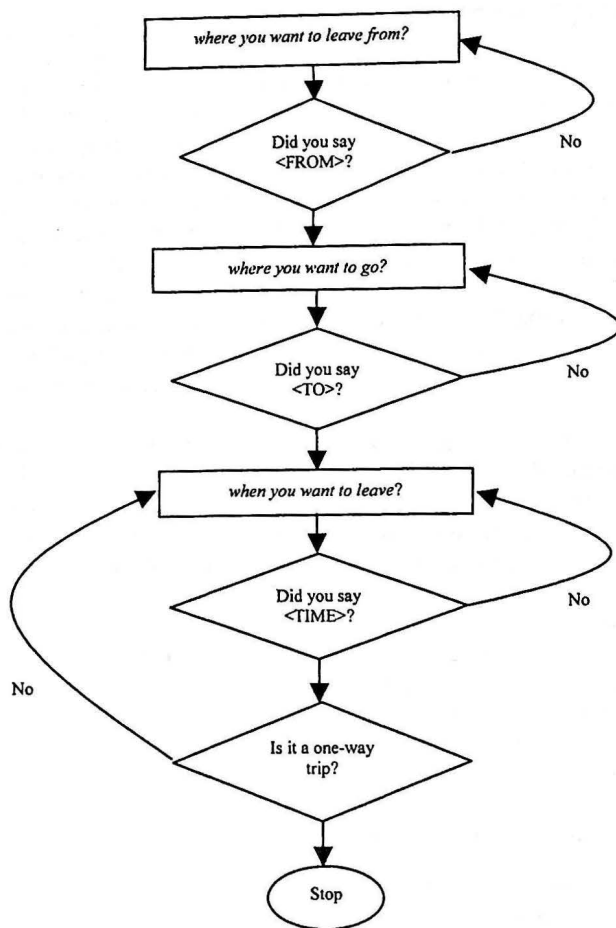 where you want to leave from?
Did you say
<FROM>?
No
where you want to go?
Did you say
<TO>?
No
when you want to leave?
Did you say
<TIME>?
No
No
Is it a one-way
trip?
Stop